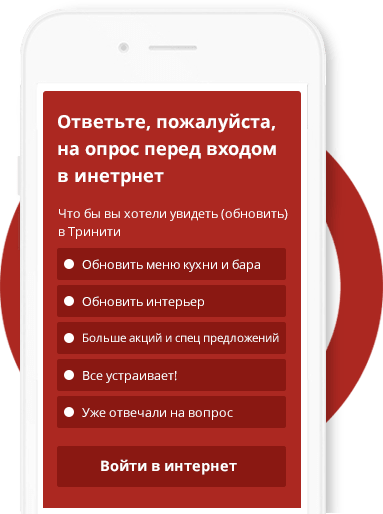 Ответьте, пожалуйста,
на опрос перед входом
в инетрнет
Что бы вы хотели увидеть (обновить)
в Тринити
Обновить меню кухни и бара
Обновить интерьер
Больше акций и спец предложений
Все устраивает!
Уже отвечали на вопрос
Войти в интернет